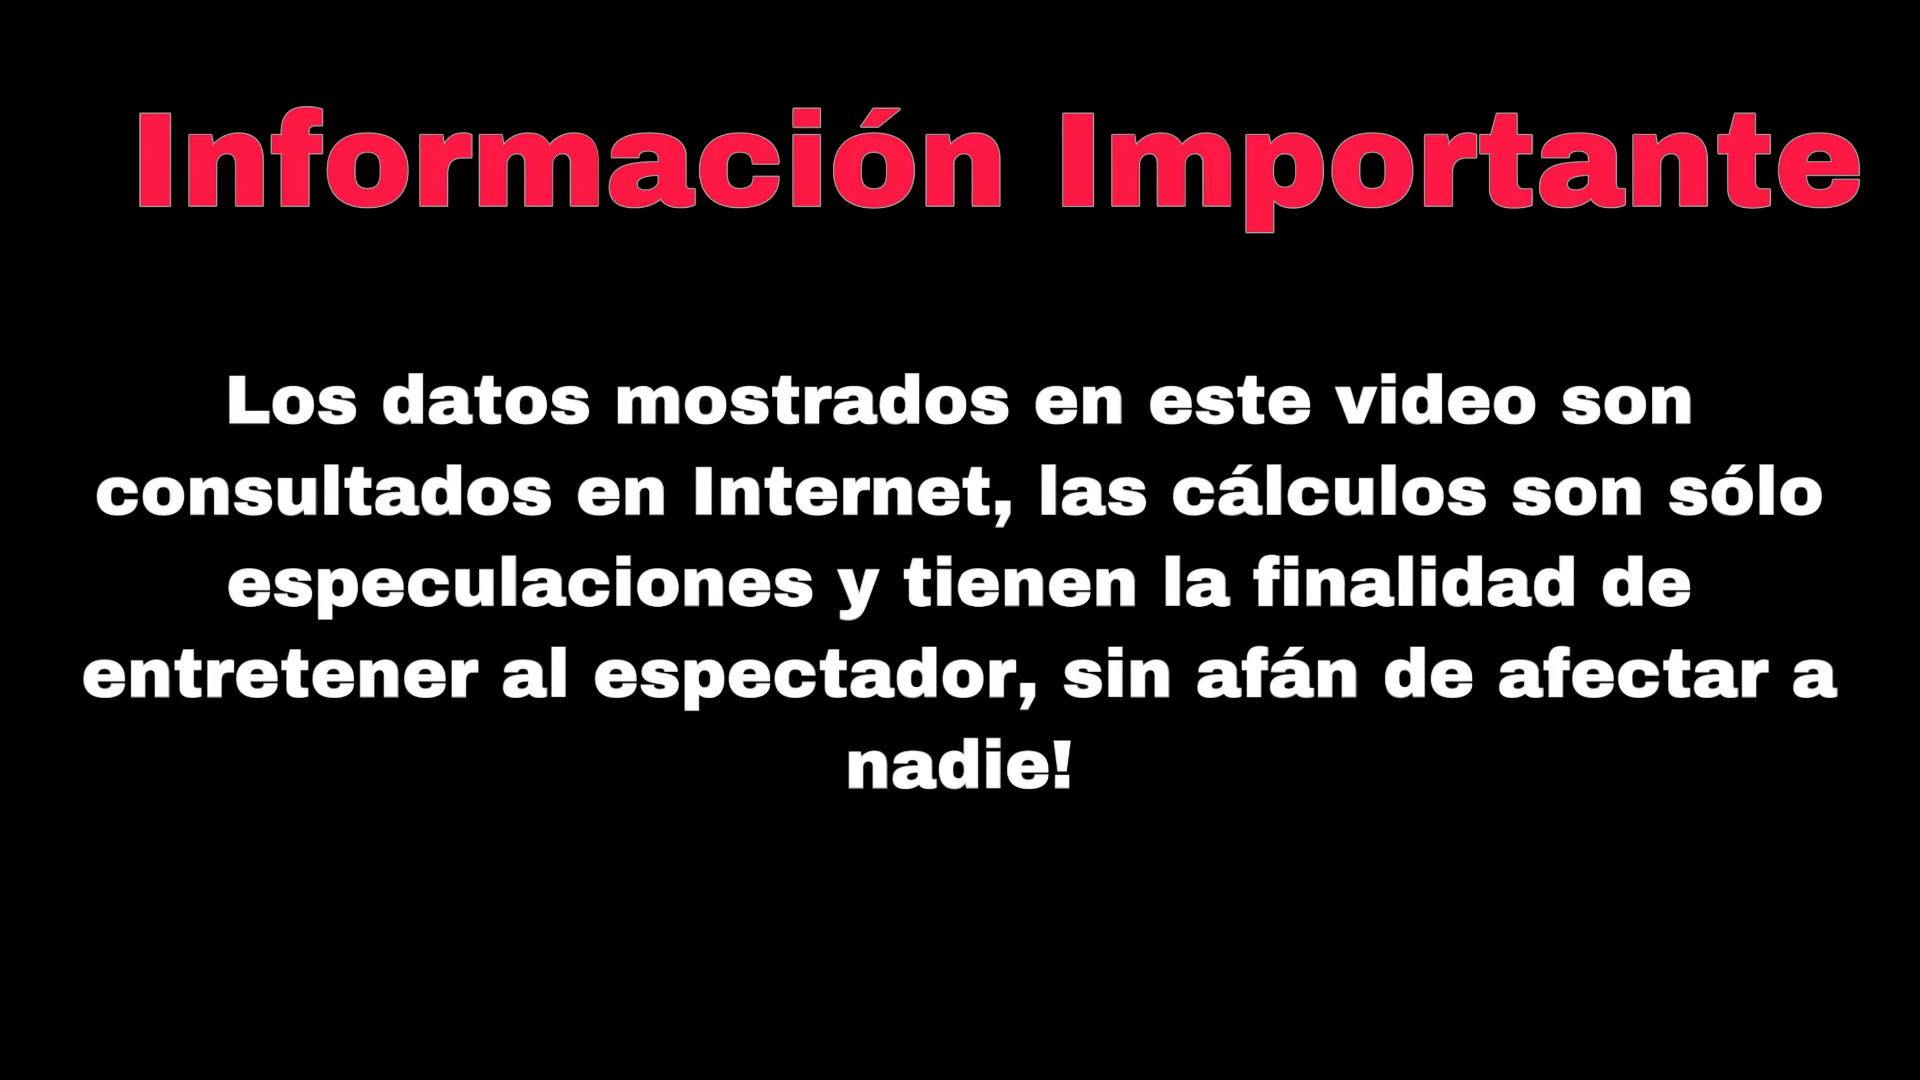 Información Importante
Los datos mostrados en este video son
consultados en Internet, las cálculos son sólo
especulaciones y tienen la finalidad de
entretener al espectador, sin afán de afectar a
nadie!